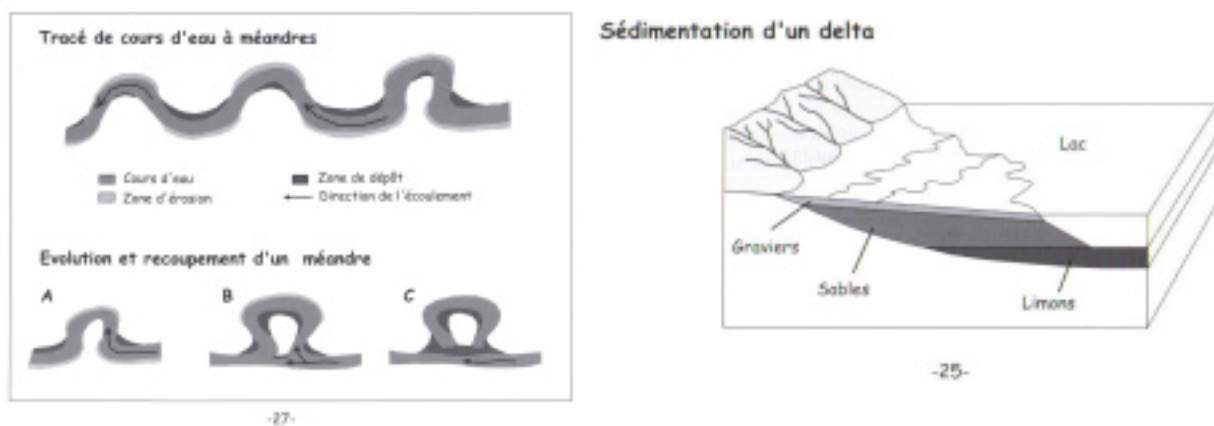 Tracé de cours d'eau à méandres
Cours d'eau
Zone de dépôt
Zone d'érosion
Direction de l'écoulement
Evolution et recoupement d'un méandre
A
B
C
-27-
Sédimentation d'un delta
Lac
Graviers
Sables
Limons
-25-